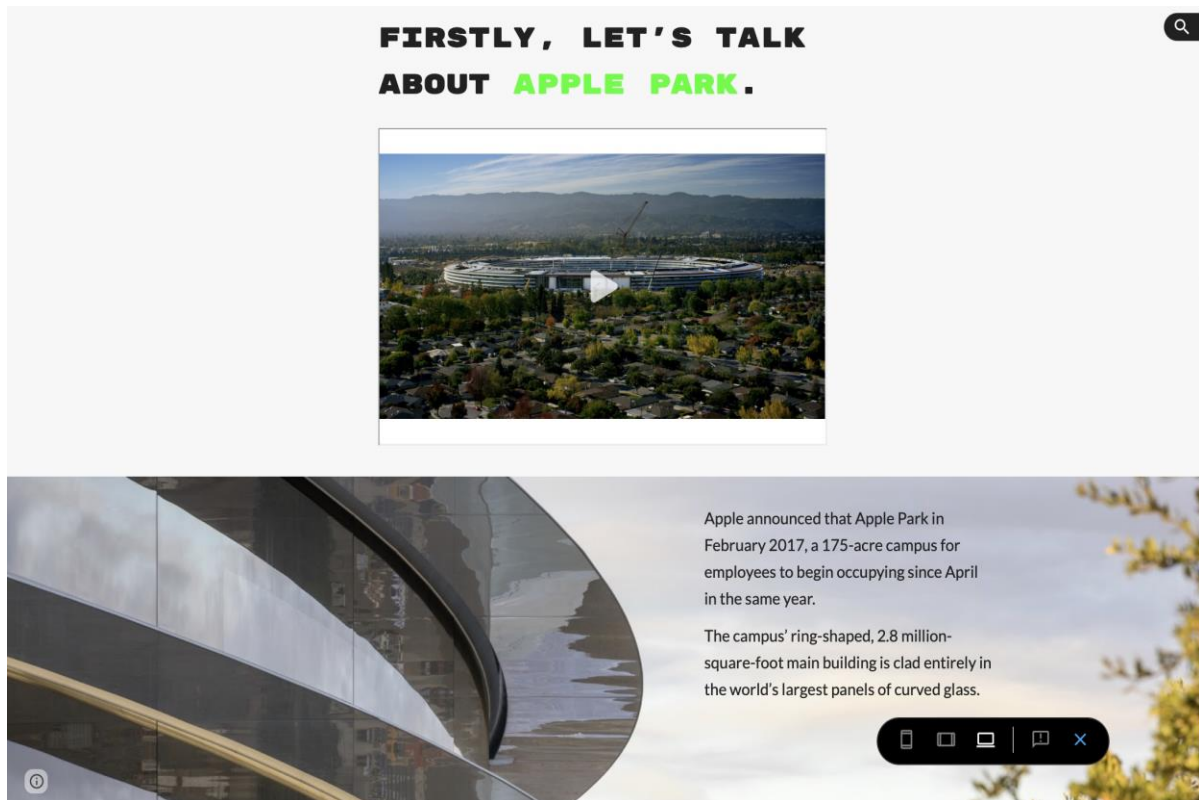 FIRSTLY, LET'S TALK
ABOUT APPLE PARK.
Apple announced that Apple Park in
February 2017, a 175-acre campus for
employees to begin occupying since April
in the same year.
The campus' ring-shaped, 2.8 million-
square-foot main building is clad entirely in
the world's largest panels of curved glass.